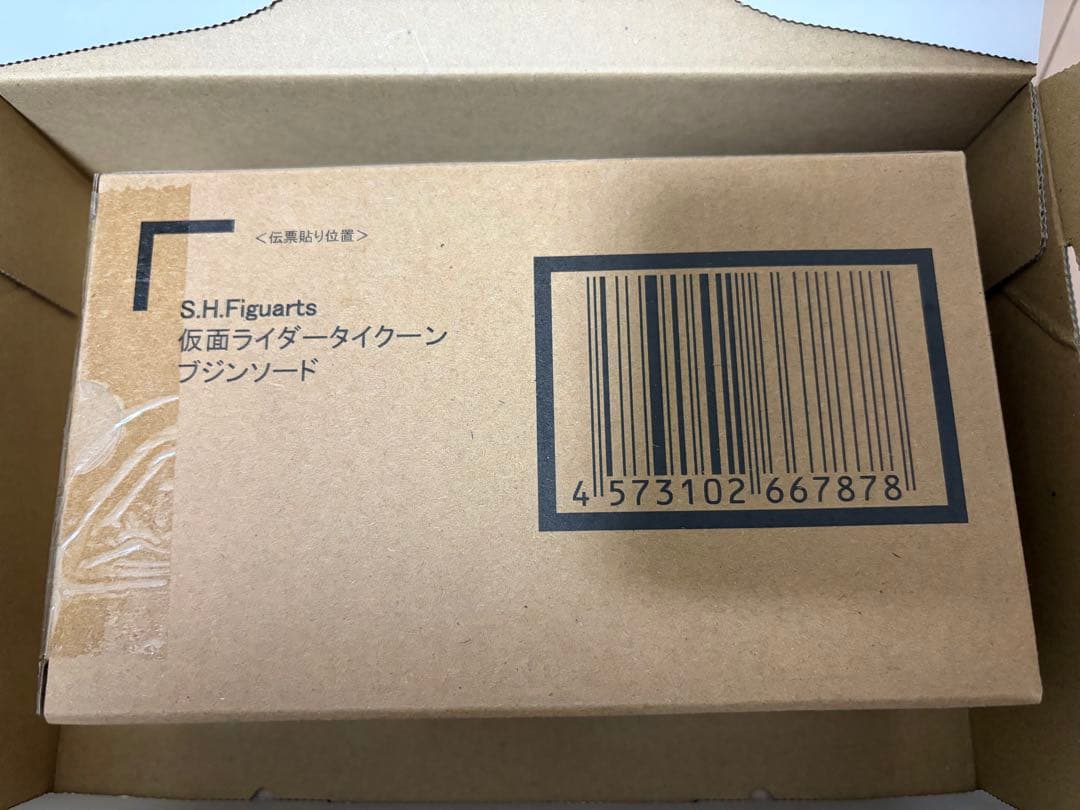 ＜伝票貼り位置＞
S.H.Figuarts
仮面ライダータイクーン
ブジンソード
4 573102 667878